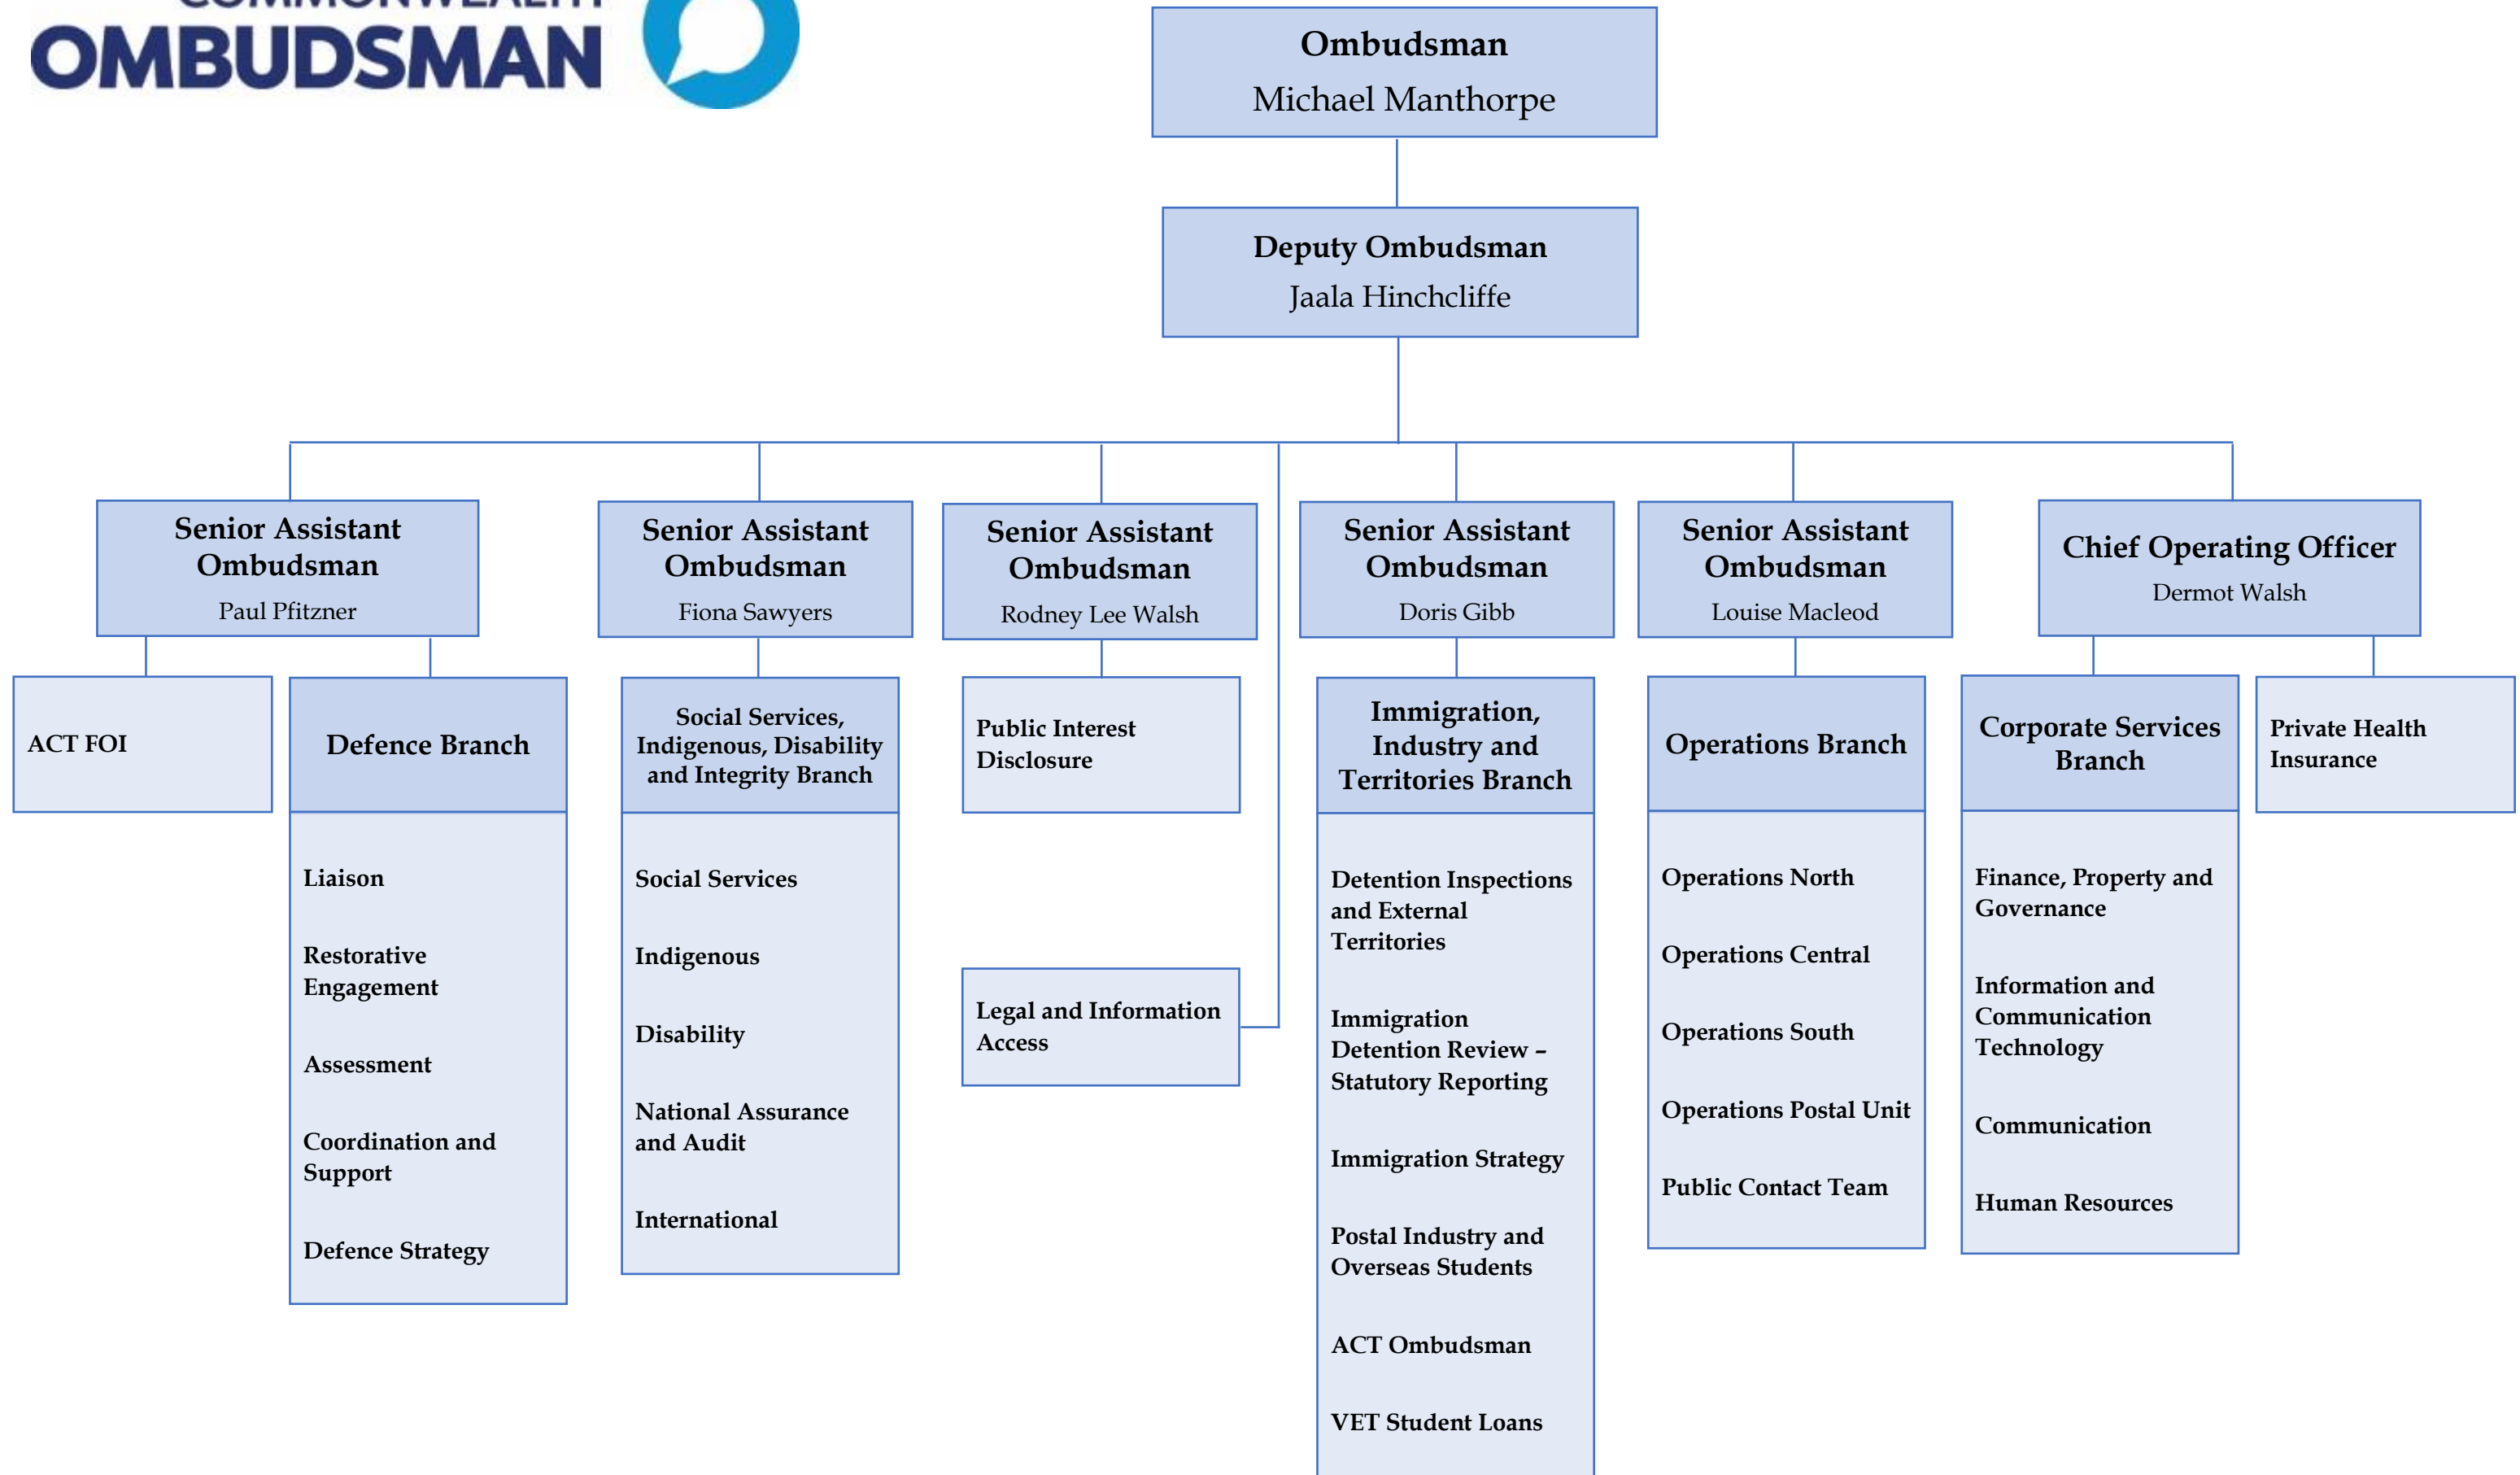 COMMONWEALTH
OMBUDSMAN
Ombudsman
Michael Manthorpe
Deputy Ombudsman
Jaala Hinchcliffe
Senior Assistant
Ombudsman
Paul Pfitzner
Senior Assistant
Ombudsman
Fiona Sawyers
Senior Assistant
Ombudsman
Rodney Lee Walsh
Senior Assistant
Ombudsman
Doris Gibb
Senior Assistant
Ombudsman
Louise Macleod
Chief Operating Officer
Dermot Walsh
ACT FOI
Defence Branch
Liaison
Restorative
Engagement
Assessment
Coordination and
Support
Defence Strategy
Social Services,
Indigenous, Disability
and Integrity Branch
Social Services
Indigenous
Disability
National Assurance
and Audit
International
Public Interest
Disclosure
Legal and Information
Access
Immigration,
Industry and
Territories Branch
Detention Inspections
and External
Territories
Immigration
Detention Review –
Statutory Reporting
Immigration Strategy
Postal Industry and
Overseas Students
ACT Ombudsman
VET Student Loans
Operations Branch
Operations North
Operations Central
Operations South
Operations Postal Unit
Public Contact Team
Corporate Services
Branch
Finance, Property and
Governance
Information and
Communication
Technology
Communication
Human Resources
Private Health
Insurance